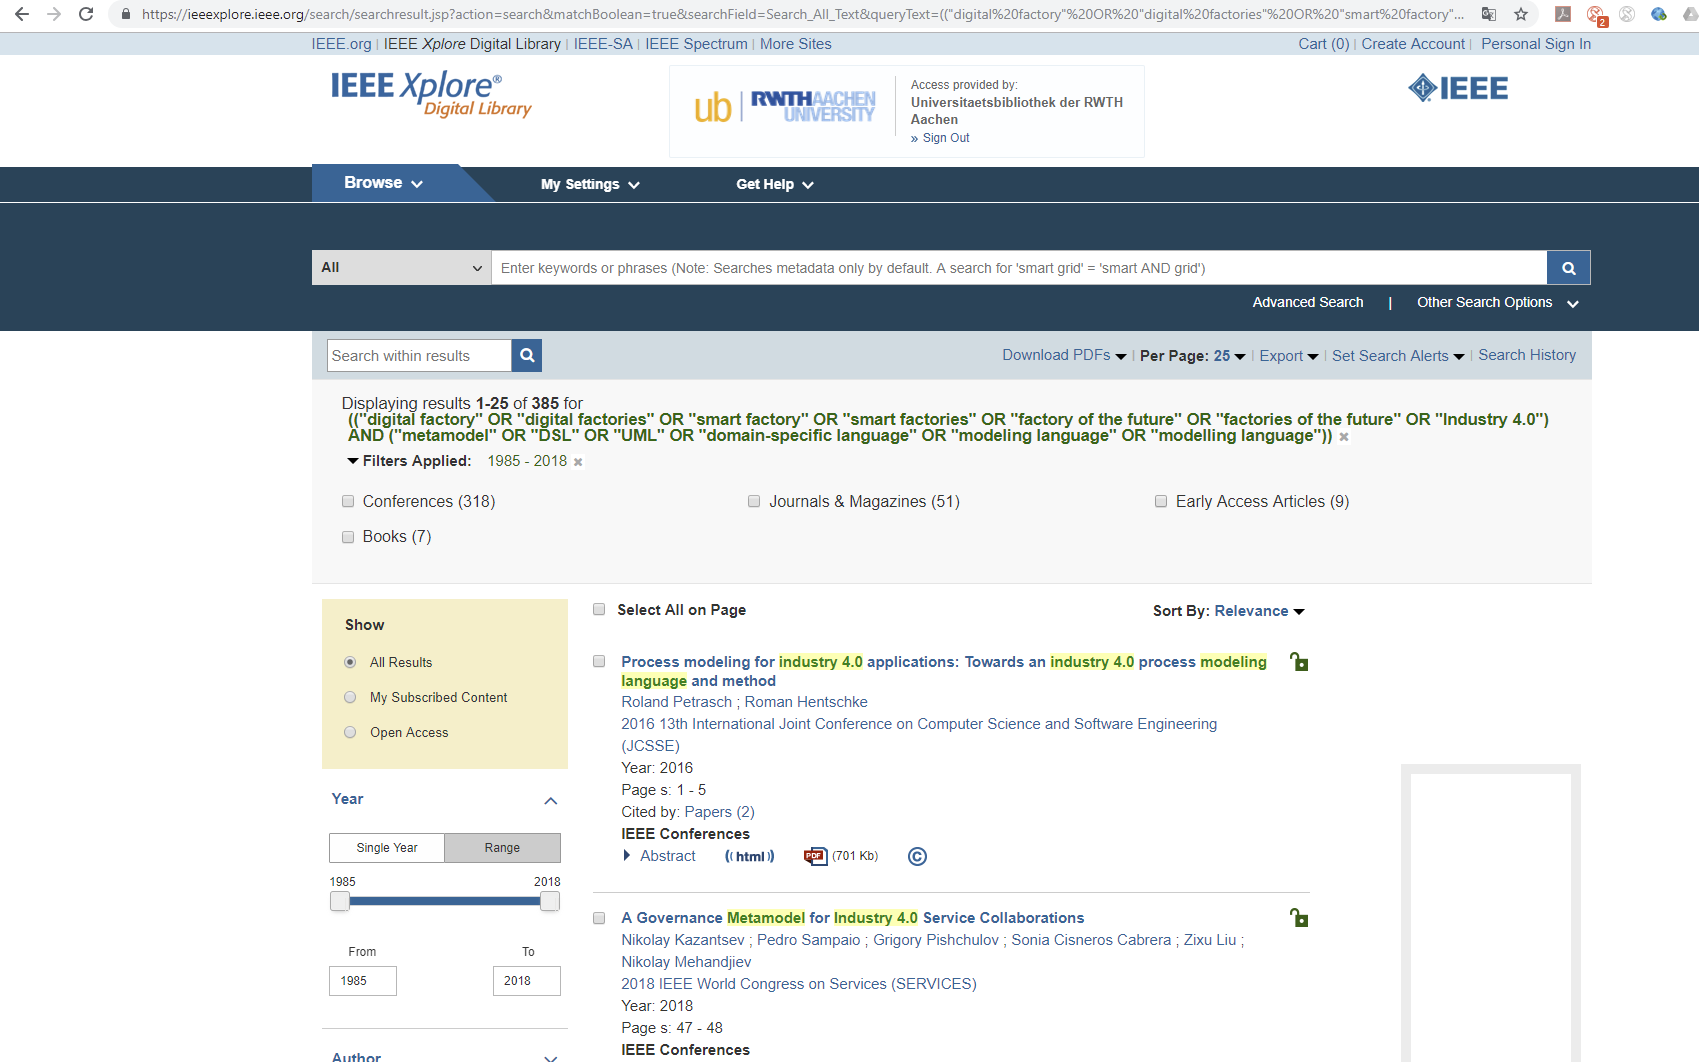 https://ieeexplore.ieee.org/search/searchresult.jsp?action=search&matchBoolean=true&searchField=Search_All_Text&queryText=(("digital%20factory"%20OR%20"digital%20factories"%20OR%20"smart%20factory"...
2
IEEE.org | IEEE Xplore Digital Library | IEEE-SA | IEEE Spectrum | More Sites
Cart (0) | Create Account | Personal Sign In
IEEE Xplore®
Digital Library
ub | RWTHAACHEN
UNIVERSITY
Access provided by:
Universitaetsbibliothek der RWTH
Aachen
» Sign Out
IEEE
Browse
My Settings
Get Help
All
Enter keywords or phrases (Note: Searches metadata only by default. A search for 'smart grid' = 'smart AND grid')
Advanced Search | Other Search Options
Search within results
Download PDFs | Per Page: 25 | Export | Set Search Alerts | Search History
Displaying results 1-25 of 385 for
(("digital factory" OR "digital factories" OR "smart factory" OR "smart factories" OR "factory of the future" OR "factories of the future" OR "Industry 4.0")
AND ("metamodel" OR "DSL" OR "UML" OR "domain-specific language" OR "modeling language" OR "modelling language")) ×
Filters Applied: 1985 - 2018 ×
Conferences (318)
Journals & Magazines (51)
Early Access Articles (9)
Books (7)
Show
All Results
My Subscribed Content
Open Access
Year
Single Year
Range
1985
2018
From
To
1985
2018
Author
Select All on Page
Sort By: Relevance
Process modeling for industry 4.0 applications: Towards an industry 4.0 process modeling
language and method
Roland Petrasch ; Roman Hentschke
2016 13th International Joint Conference on Computer Science and Software Engineering
(JCSSE)
Year: 2016
Page s: 1 - 5
Cited by: Papers (2)
IEEE Conferences
Abstract ((html)) PDF (701 Kb) ©
A Governance Metamodel for Industry 4.0 Service Collaborations
Nikolay Kazantsev ; Pedro Sampaio ; Grigory Pishchulov ; Sonia Cisneros Cabrera ; Zixu Liu ;
Nikolay Mehandjiev
2018 IEEE World Congress on Services (SERVICES)
Year: 2018
Page s: 47 - 48
IEEE Conferences